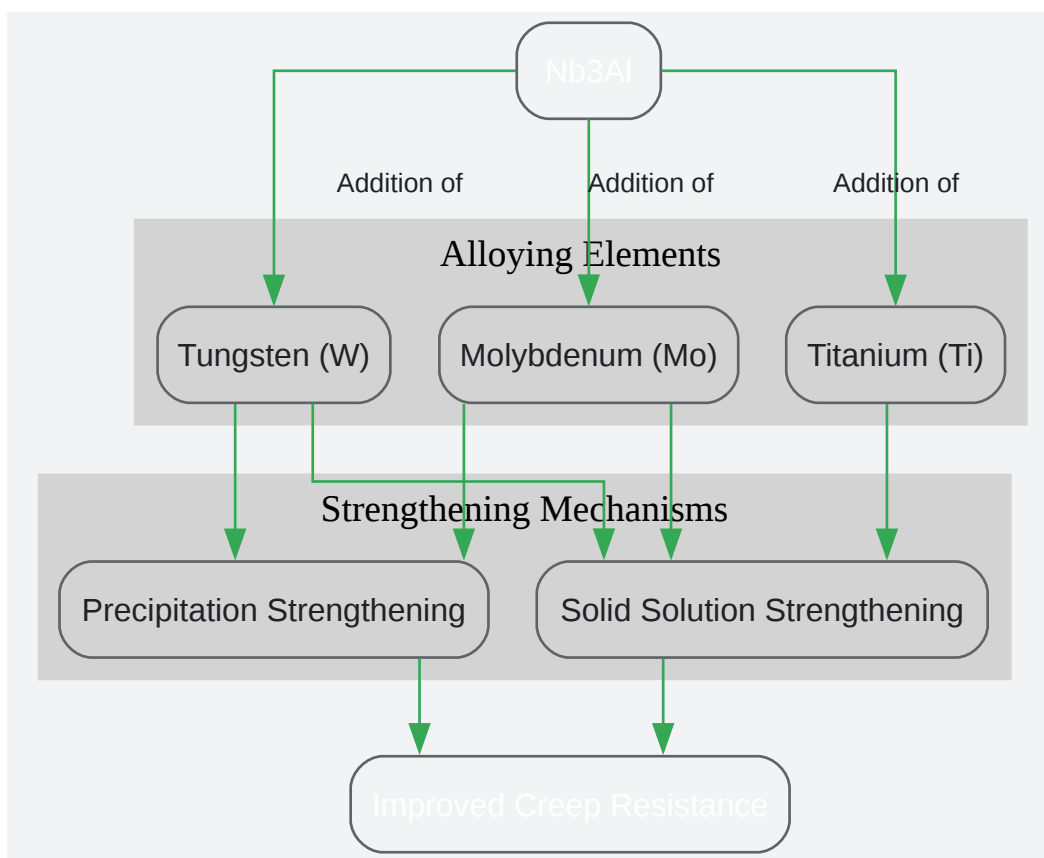 Nb3Al
Addition of
Addition of
Addition of
Alloying Elements
Tungsten (W)
Molybdenum (Mo)
Titanium (Ti)
Strengthening Mechanisms
Precipitation Strengthening
Solid Solution Strengthening
Improved Creep Resistance